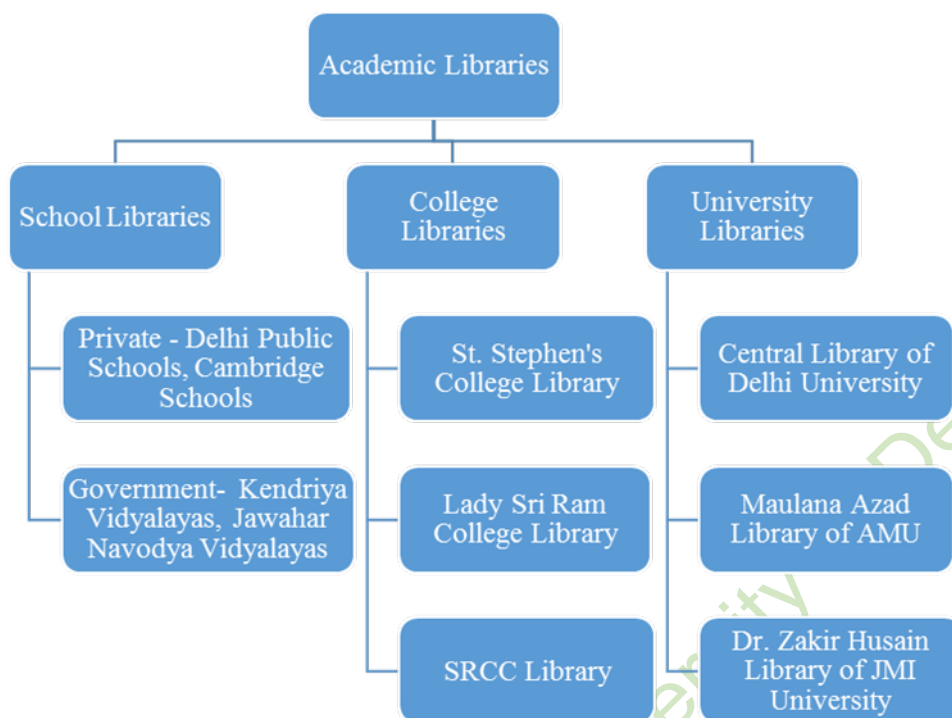 Academic Libraries
School Libraries
College
Libraries
University
Libraries
Private - Delhi Public
Schools, Cambridge
Schools
St. Stephen's
College Library
Central Library of
Delhi University
Government- Kendriya
Vidyalayas, Jawahar
Navodya Vidyalayas
Lady Sri Ram
College Library
Maulana Azad
Library of AMU
SRCC Library
Dr. Zakir Husain
Library of JMI
University